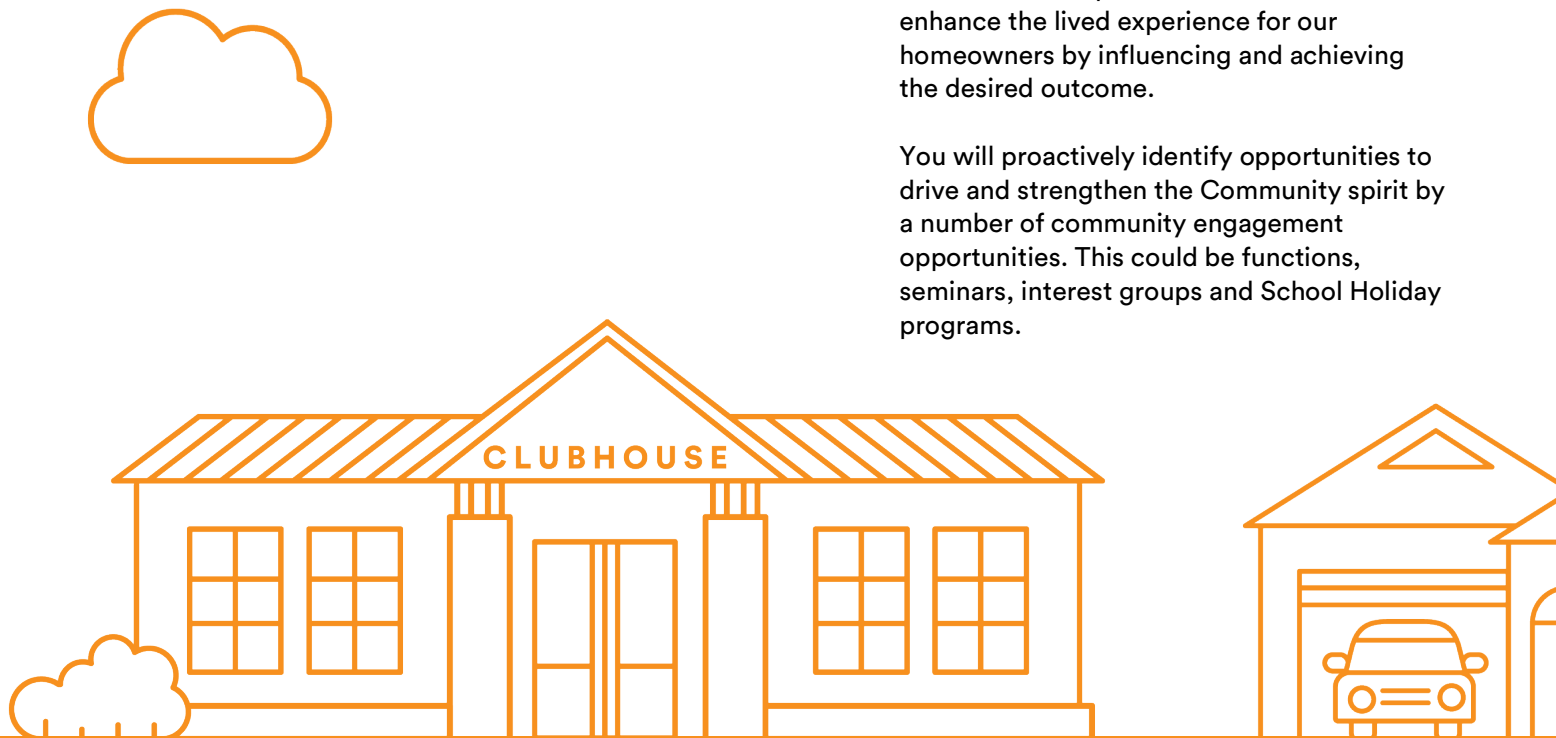 enhance the lived experience for our
homeowners by influencing and achieving
the desired outcome.
You will proactively identify opportunities to
drive and strengthen the Community spirit by
a number of community engagement
opportunities. This could be functions,
seminars, interest groups and School Holiday
programs.
CLUBHOUSE